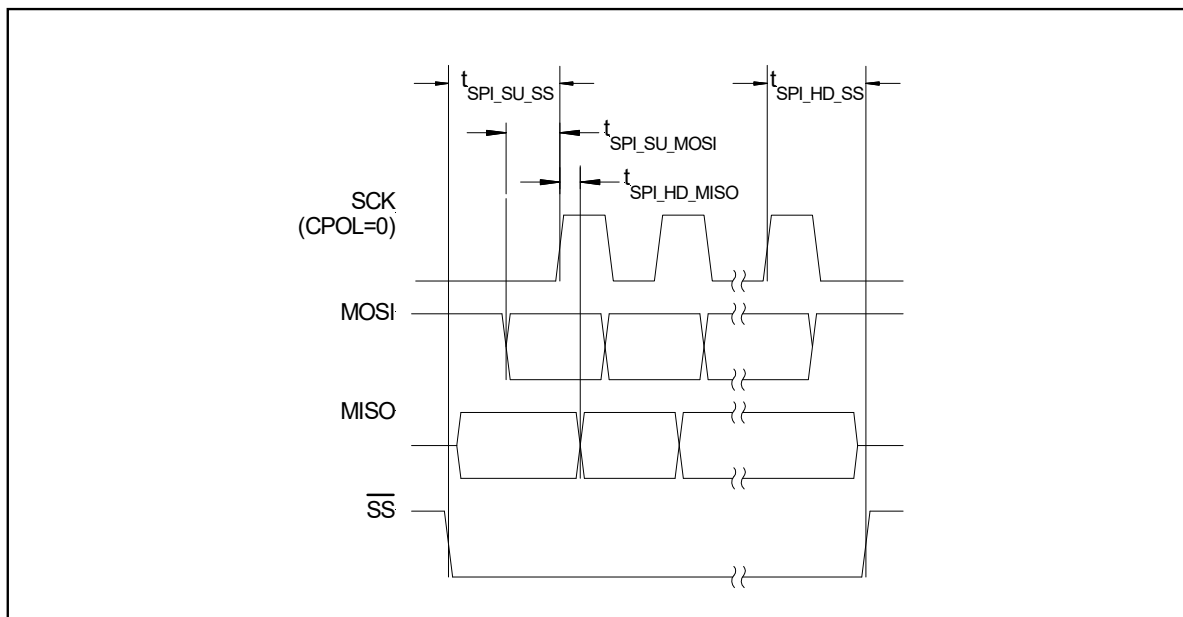 tSPI_SU_SS
tSPI_HD_SS
tSPI_SU_MOSI
tSPI_HD_MISO
SCK
(CPOL=0)
MOSI
MISO
SS